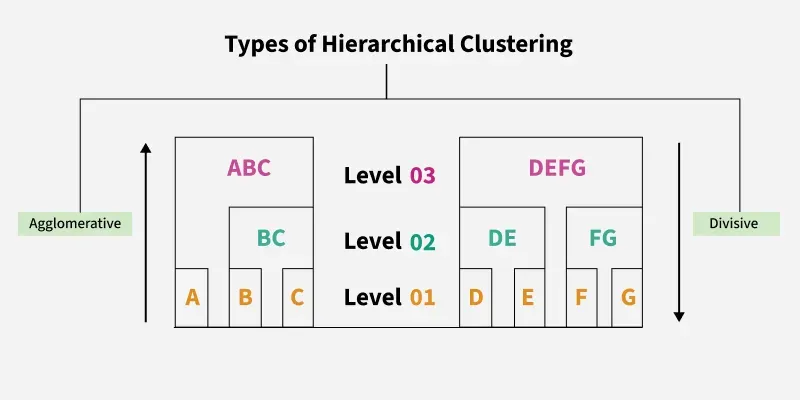 Types of Hierarchical Clustering
ABC
Level 03
DEFG
Agglomerative
Divisive
BC
Level 02
DE
FG
A
B
C
Level 01
D
E
F
G